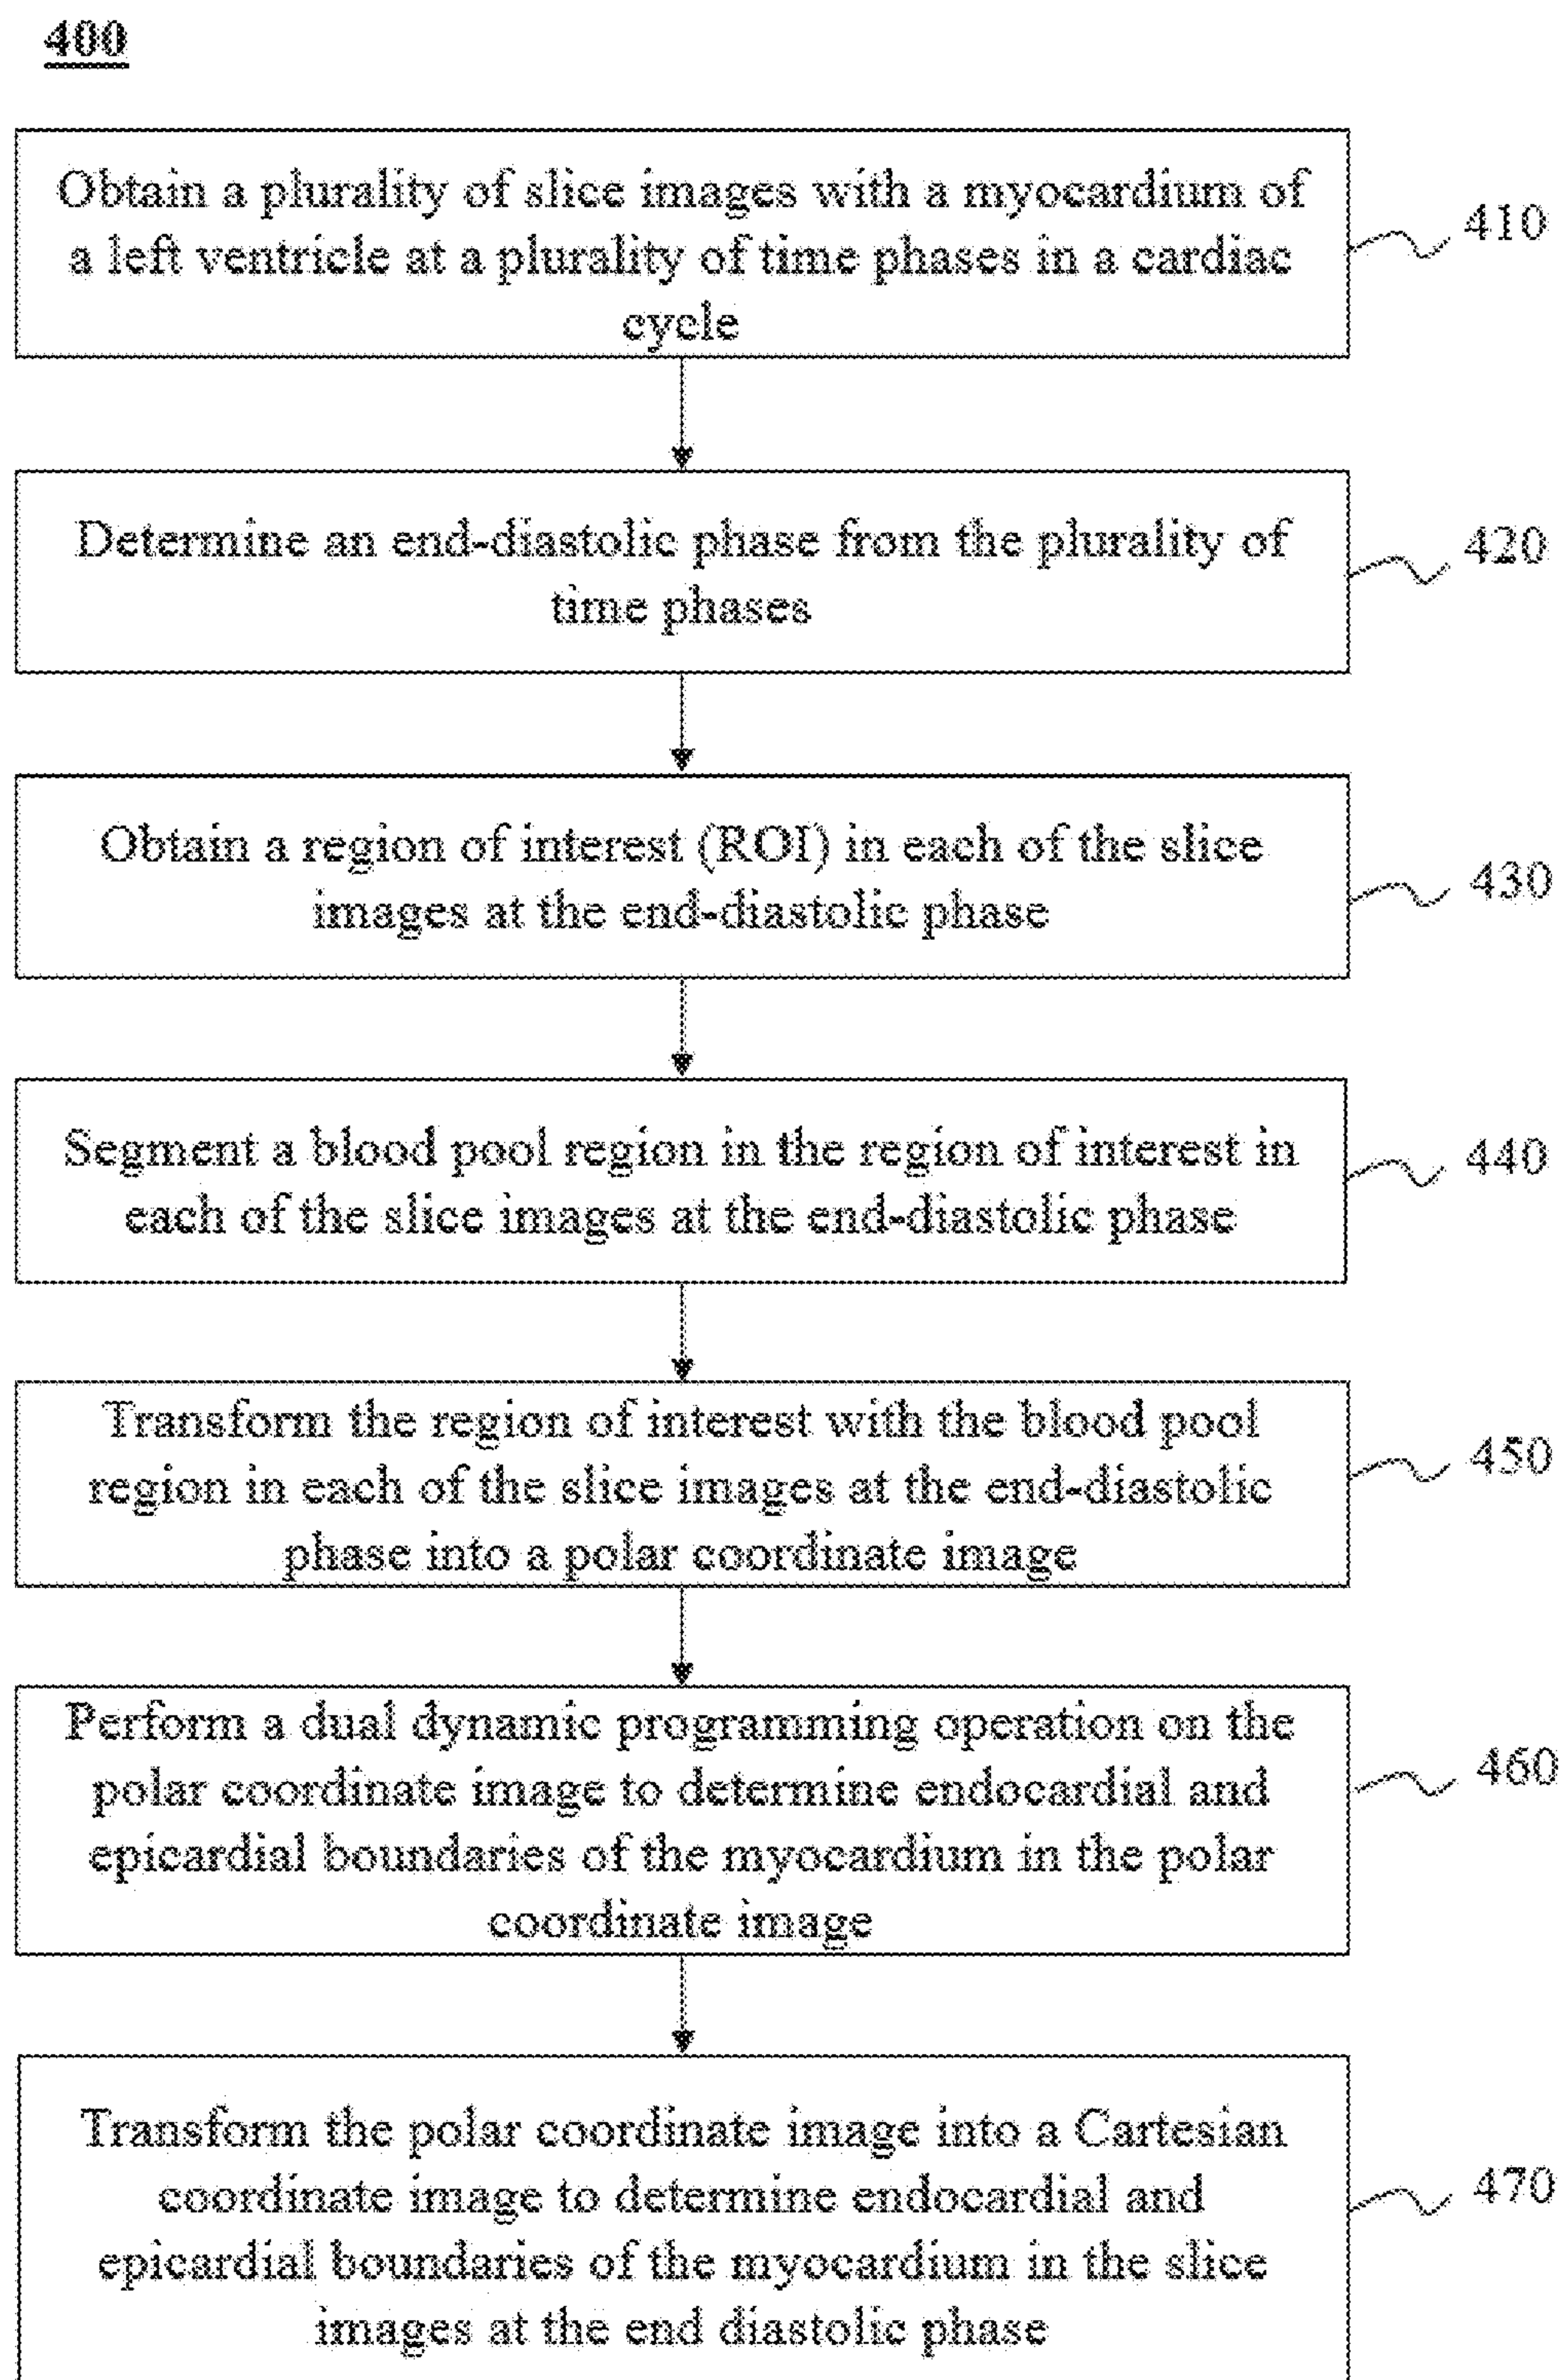 400
Obtain a plurality of slice images with a myocardium of
a left ventricle at a plurality of time phases in a cardiac
cycle
410
Determine an end-diastolic phase from the plurality of
time phases
420
Obtain a region of interest (ROI) in each of the slice
images at the end-diastolic phase
430
Segment a blood pool region in the region of interest in
each of the slice images at the end-diastolic phase
440
Transform the region of interest with the blood pool
region in each of the slice images at the end-diastolic
phase into a polar coordinate image
450
Perform a dual dynamic programming operation on the
polar coordinate image to determine endocardial and
epicardial boundaries of the myocardium in the polar
coordinate image
460
Transform the polar coordinate image into a Cartesian
coordinate image to determine endocardial and
epicardial boundaries of the myocardium in the slice
images at the end diastolic phase
470